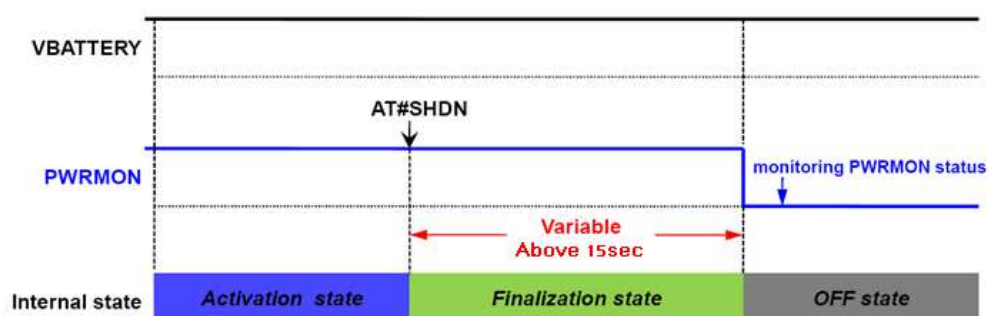 VBATTERY
AT#SHDN
PWRMON
monitoring PWRMON status
Variable
Above 15sec
Internal state
Activation state
Finalization state
OFF state